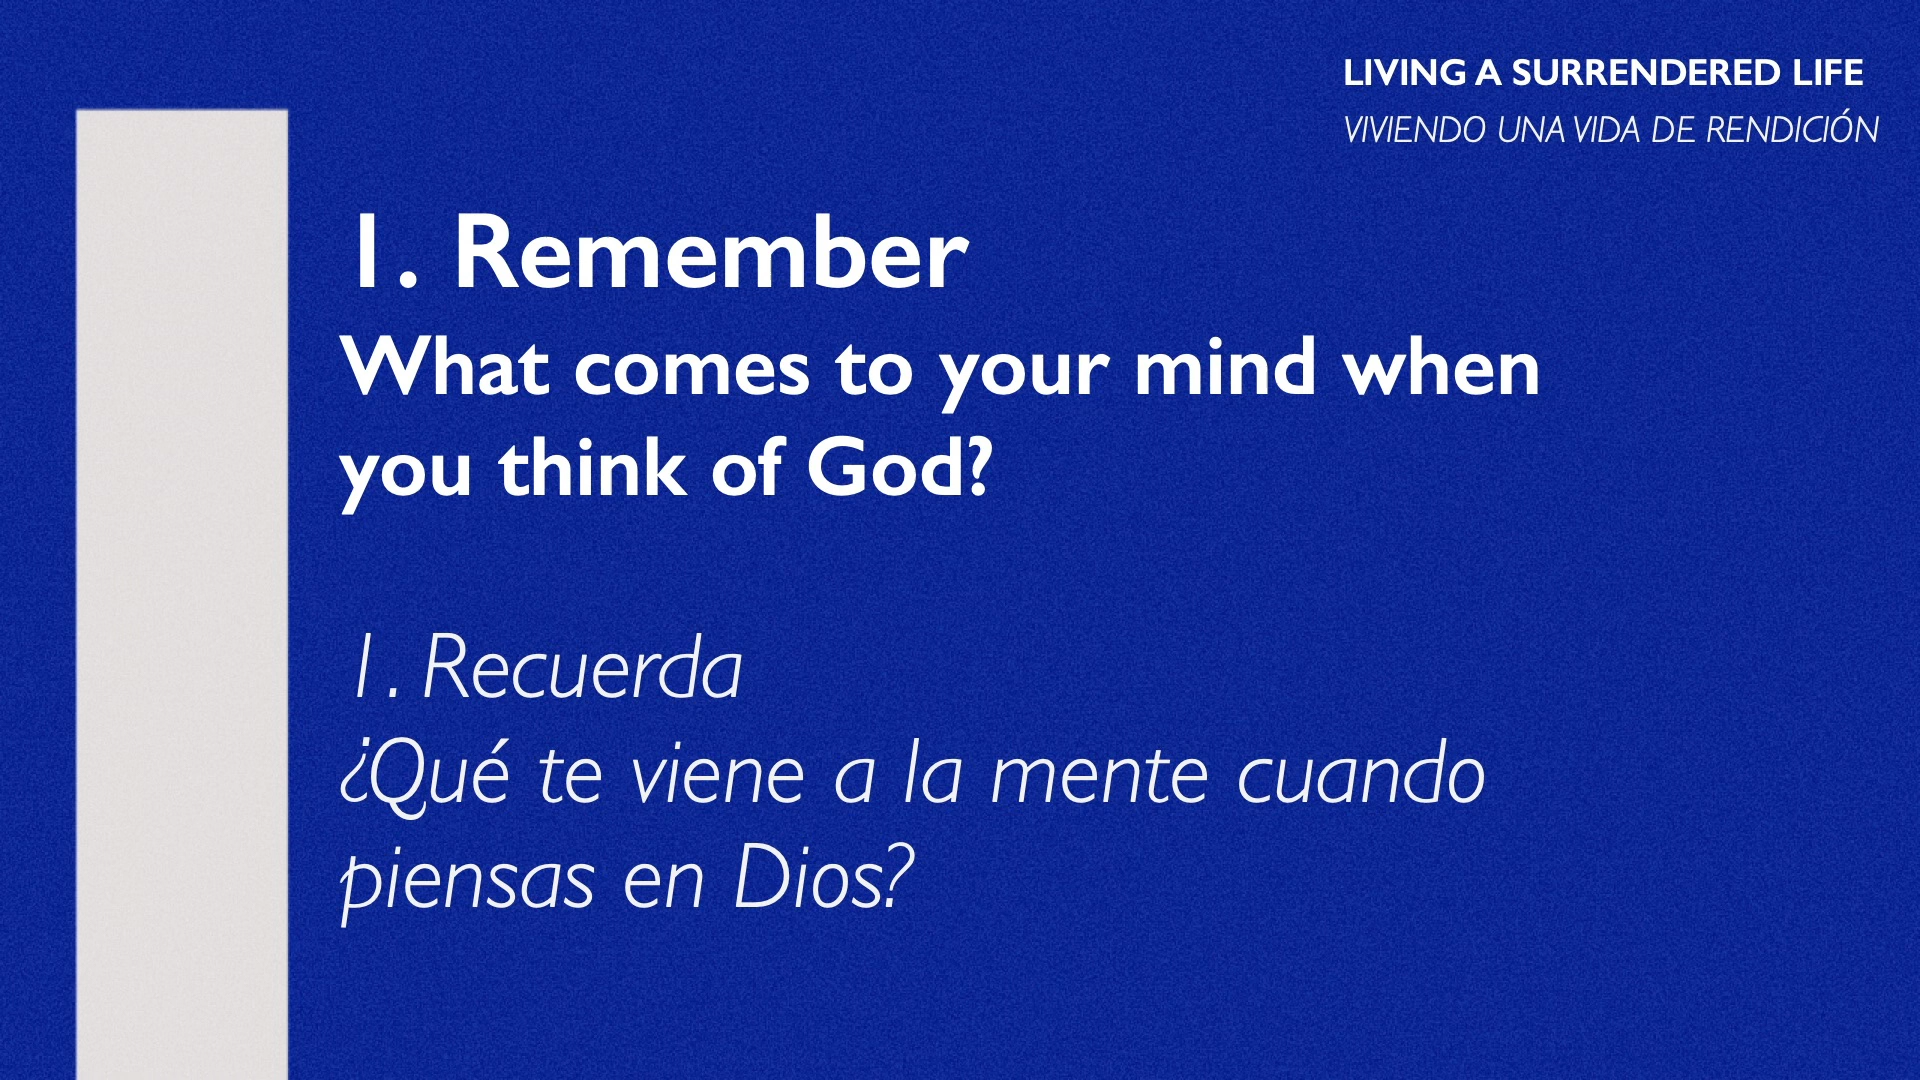 LIVING A SURRENDERED LIFE
VIVIENDO UNA VIDA DE RENDICIÓN
1. Remember
What comes to your mind when
you think of God?
1. Recuerda
¿Qué te viene a la mente cuando
piensas en Dios?